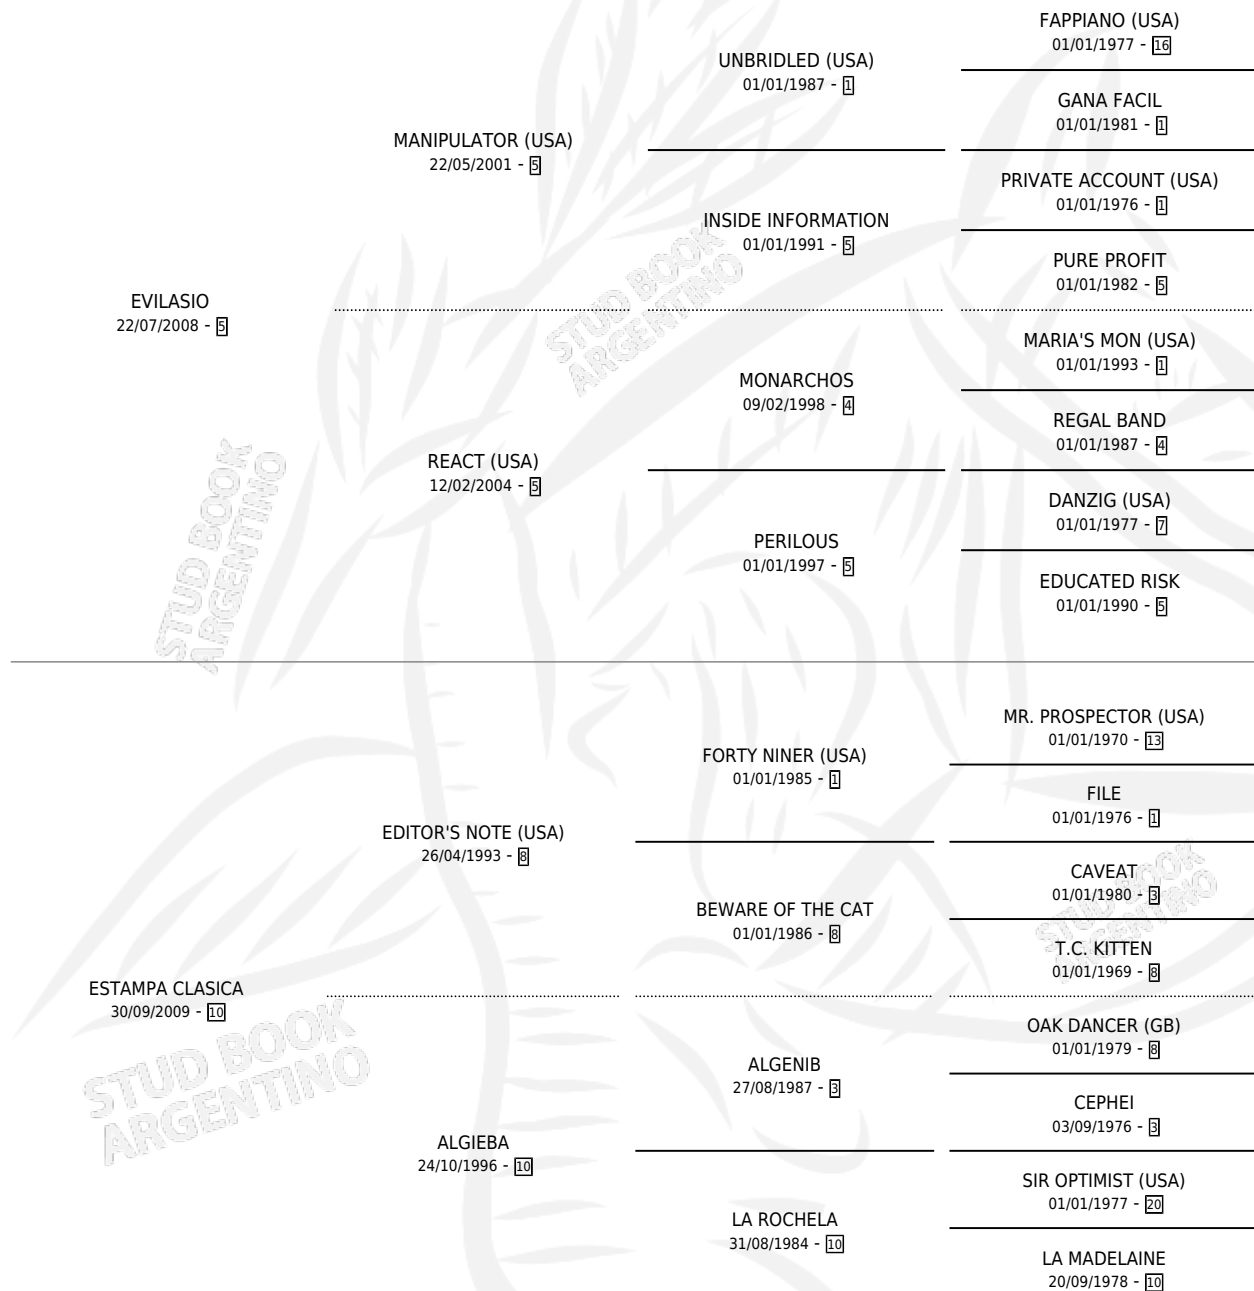 FAPPIANO (USA)
01/01/1977 - 16
UNBRIDLED (USA)
01/01/1987 - 1
GANA FACIL
01/01/1981 - 1
MANIPULATOR (USA)
22/05/2001 - 5
PRIVATE ACCOUNT (USA)
01/01/1976 - 1
INSIDE INFORMATION
01/01/1991 - 5
PURE PROFIT
01/01/1982 - 5
EVILASIO
22/07/2008 - 5
MARIA'S MON (USA)
01/01/1993 - 1
MONARCHOS
09/02/1998 - 4
REGAL BAND
01/01/1987 - 4
REACT (USA)
12/02/2004 - 5
DANZIG (USA)
01/01/1977 - 7
PERILOUS
01/01/1997 - 5
EDUCATED RISK
01/01/1990 - 5
MR. PROSPECTOR (USA)
01/01/1970 - 13
FORTY NINER (USA)
01/01/1985 - 1
FILE
01/01/1976 - 1
EDITOR'S NOTE (USA)
26/04/1993 - 8
CAVEAT
01/01/1980 - 3
BEWARE OF THE CAT
01/01/1986 - 8
T.C. KITTEN
01/01/1969 - 8
ESTAMPA CLASICA
30/09/2009 - 10
OAK DANCER (GB)
01/01/1979 - 8
ALGENIB
27/08/1987 - 3
CEPHEI
03/09/1976 - 3
ALGIEBA
24/10/1996 - 10
SIR OPTIMIST (USA)
01/01/1977 - 20
LA ROCHELA
31/08/1984 - 10
LA MADELAINE
20/09/1978 - 10
STUD BOOK
ARGENTINO
STUD BOOK
ARGENTINO
STUD BOOK
ARGENTINO
STUD BOOK
ARGENTINO